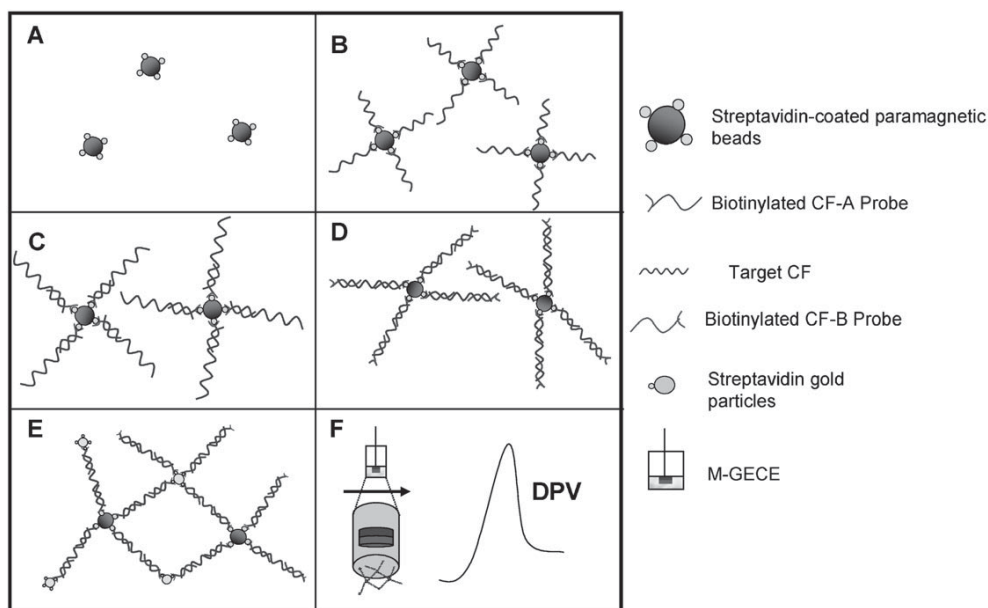 A
B
C
D
E
F
DPV
Streptavidin-coated paramagnetic
beads
Biotinylated CF-A Probe
Target CF
Biotinylated CF-B Probe
Streptavidin gold
particles
M-GECE